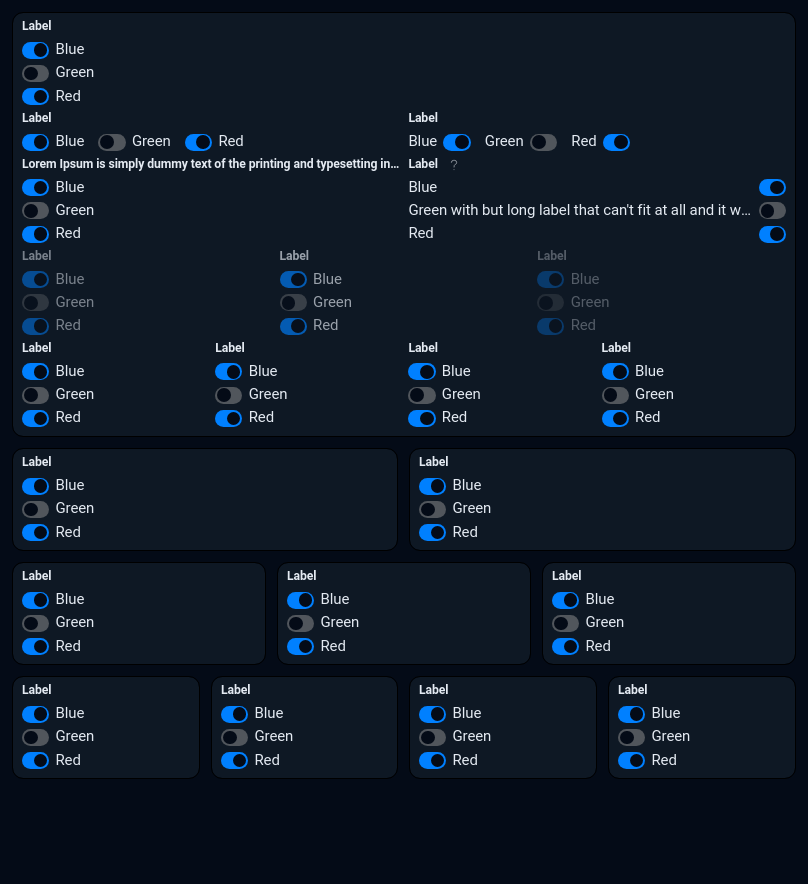 Label
Blue
Green
Red
Label Label
Blue Green Red Blue Green Red
Lorem Ipsum is simply dummy text of the printing and typesetting in... Label ?
Blue Blue
Green Green with but long label that can't fit at all and it w...
Red Red
Label Label Label
Blue Blue Blue
Green Green Green
Red Red Red
Label Label Label Label
Blue Blue Blue Blue
Green Green Green Green
Red Red Red Red
Label Label
Blue Blue
Green Green
Red Red
Label Label Label
Blue Blue Blue
Green Green Green
Red Red Red
Label Label Label Label
Blue Blue Blue Blue
Green Green Green Green
Red Red Red Red